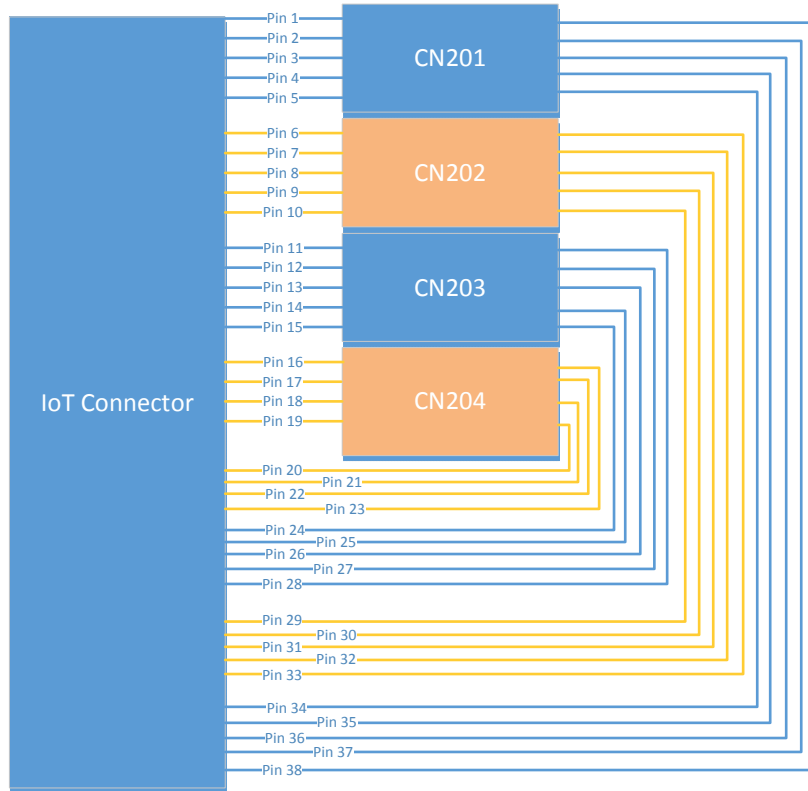 Pin 1
Pin 2
Pin 3
Pin 4
Pin 5
CN201
Pin 6
Pin 7
Pin 8
Pin 9
Pin 10
CN202
Pin 11
Pin 12
Pin 13
Pin 14
Pin 15
CN203
Pin 16
Pin 17
Pin 18
Pin 19
CN204
IoT Connector
Pin 20
Pin 21
Pin 22
Pin 23
Pin 24
Pin 25
Pin 26
Pin 27
Pin 28
Pin 29
Pin 30
Pin 31
Pin 32
Pin 33
Pin 34
Pin 35
Pin 36
Pin 37
Pin 38